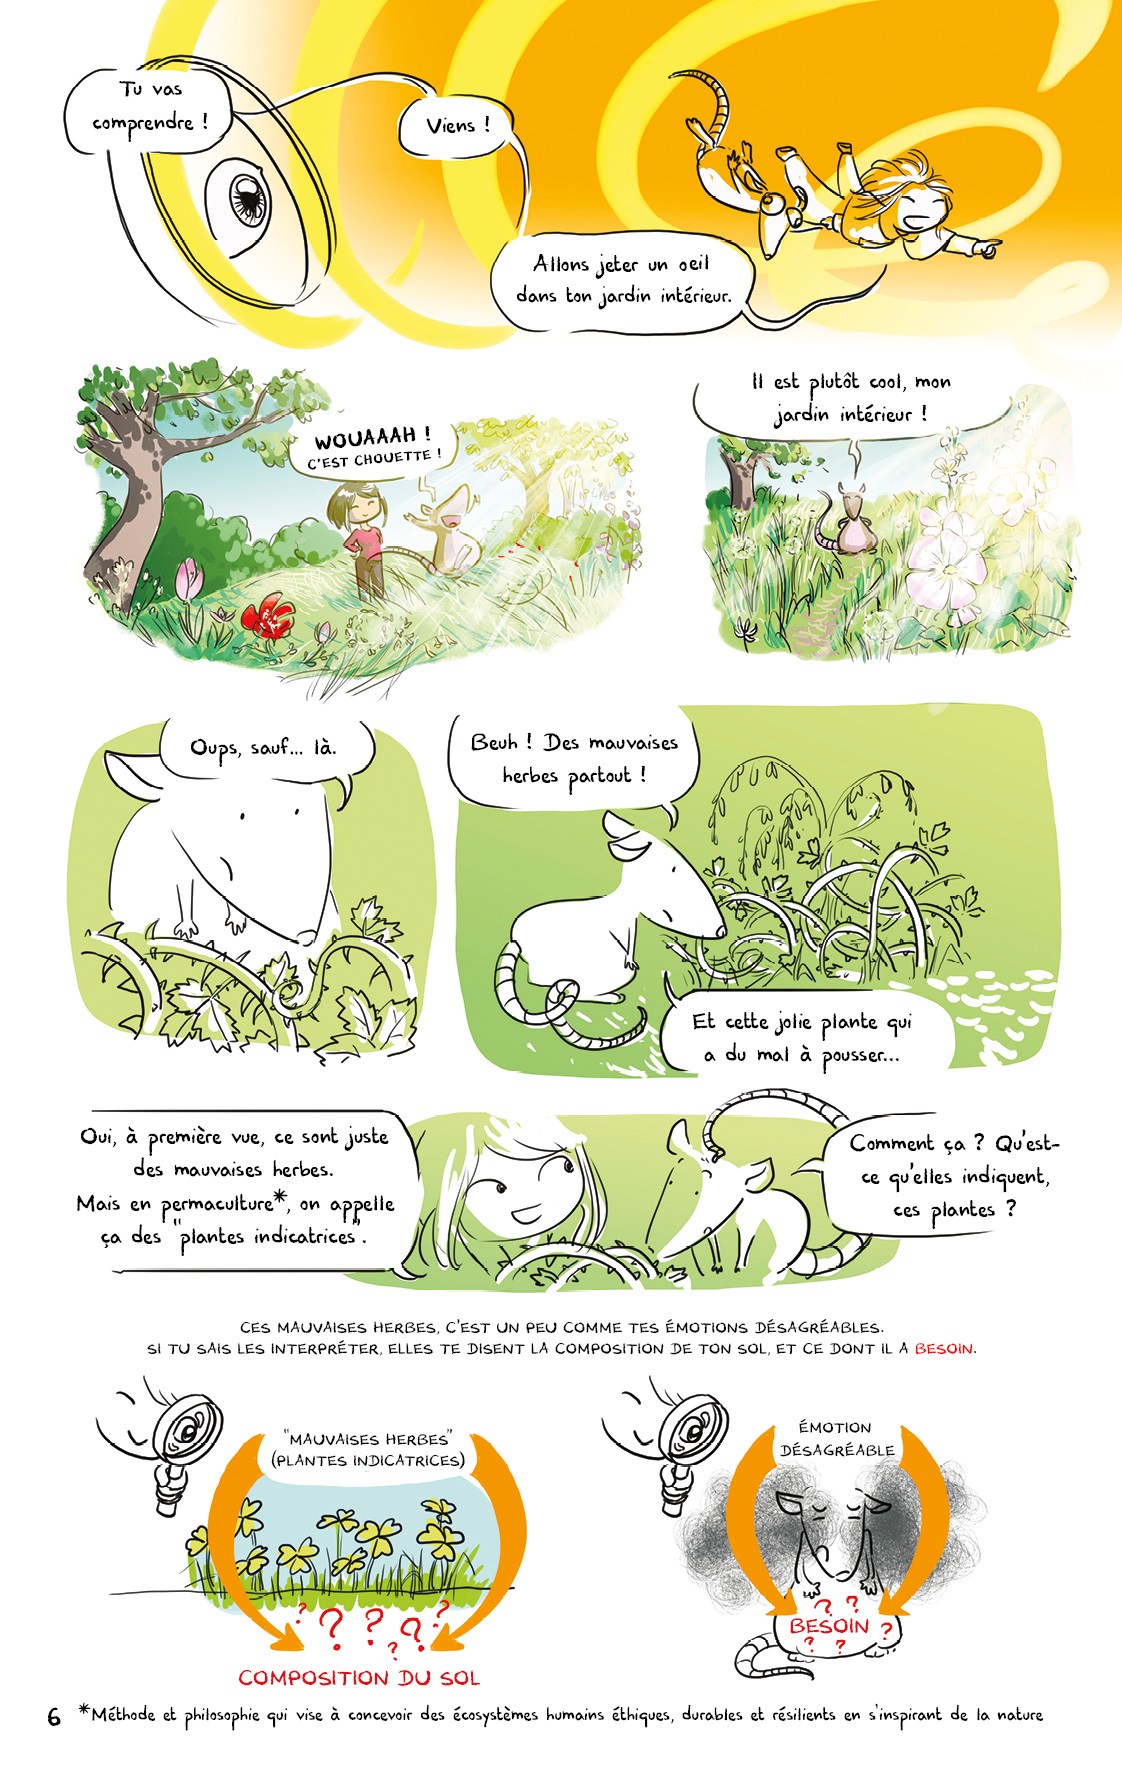 Tu vas
comprendre !
Viens !
Allons jeter un oeil
dans ton jardin intérieur.
WOUAAAH !
C'EST CHOUETTE !
Il est plutôt cool, mon
jardin intérieur !
Oups, sauf... là.
Beuh ! Des mauvaises
herbes partout !
Et cette jolie plante qui
a du mal à pousser...
Oui, à première vue, ce sont juste
des mauvaises herbes.
Mais en permaculture*, on appelle
ça des "plantes indicatrices".
Comment ça ? Qu'est-
ce qu'elles indiquent,
ces plantes ?
CES MAUVAISES HERBES, C'EST UN PEU COMME TES ÉMOTIONS DÉSAGRÉABLES.
SI TU SAIS LES INTERPRÉTER, ELLES TE DISENT LA COMPOSITION DE TON SOL, ET CE DONT IL A BESOIN.
"MAUVAISES HERBES"
(PLANTES INDICATRICES)
? ? ? ? ? ?
COMPOSITION DU SOL
ÉMOTION
DÉSAGRÉABLE
? ?
BESOIN ?
? ?
6 *Méthode et philosophie qui vise à concevoir des écosystèmes humains éthiques, durables et résilients en s'inspirant de la nature